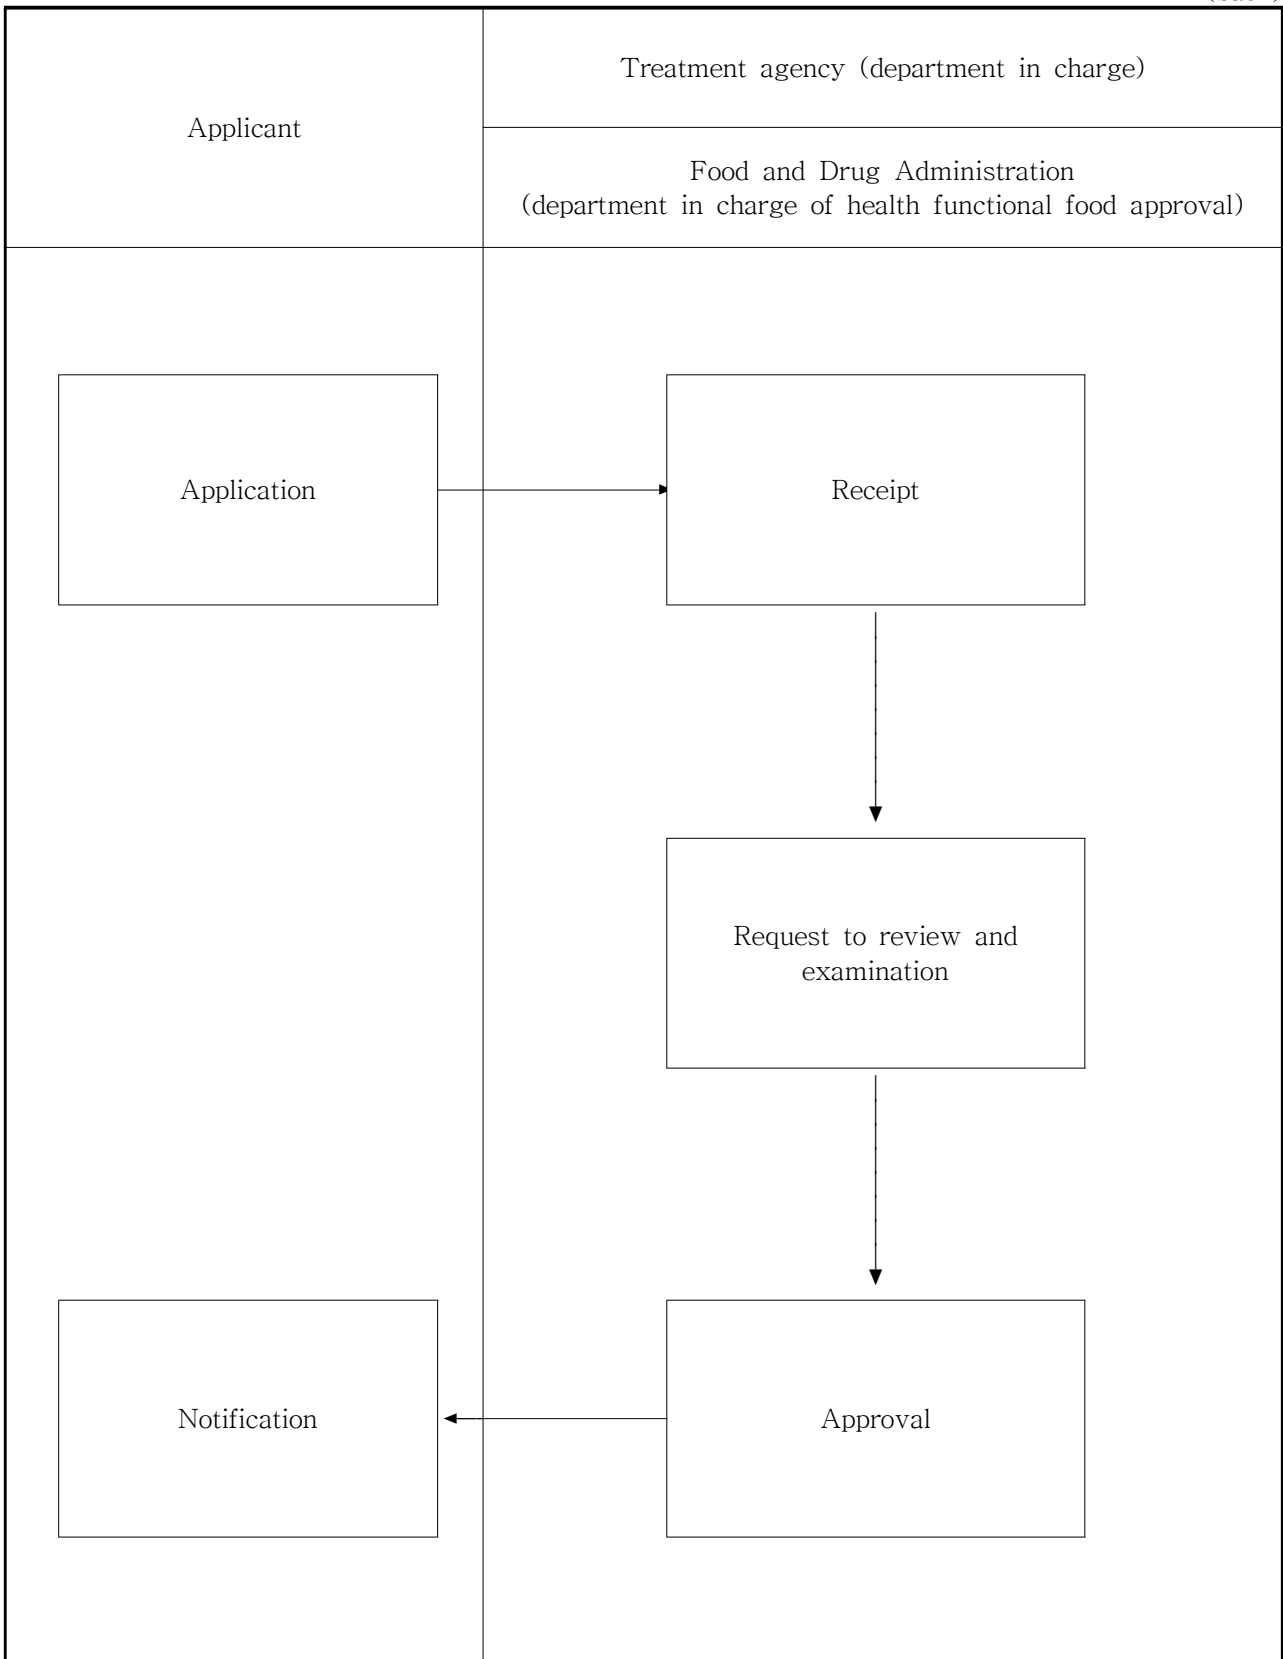 Applicant
Treatment agency (department in charge)
Food and Drug Administration
(department in charge of health functional food approval)
Application
Receipt
Request to review and
examination
Notification
Approval